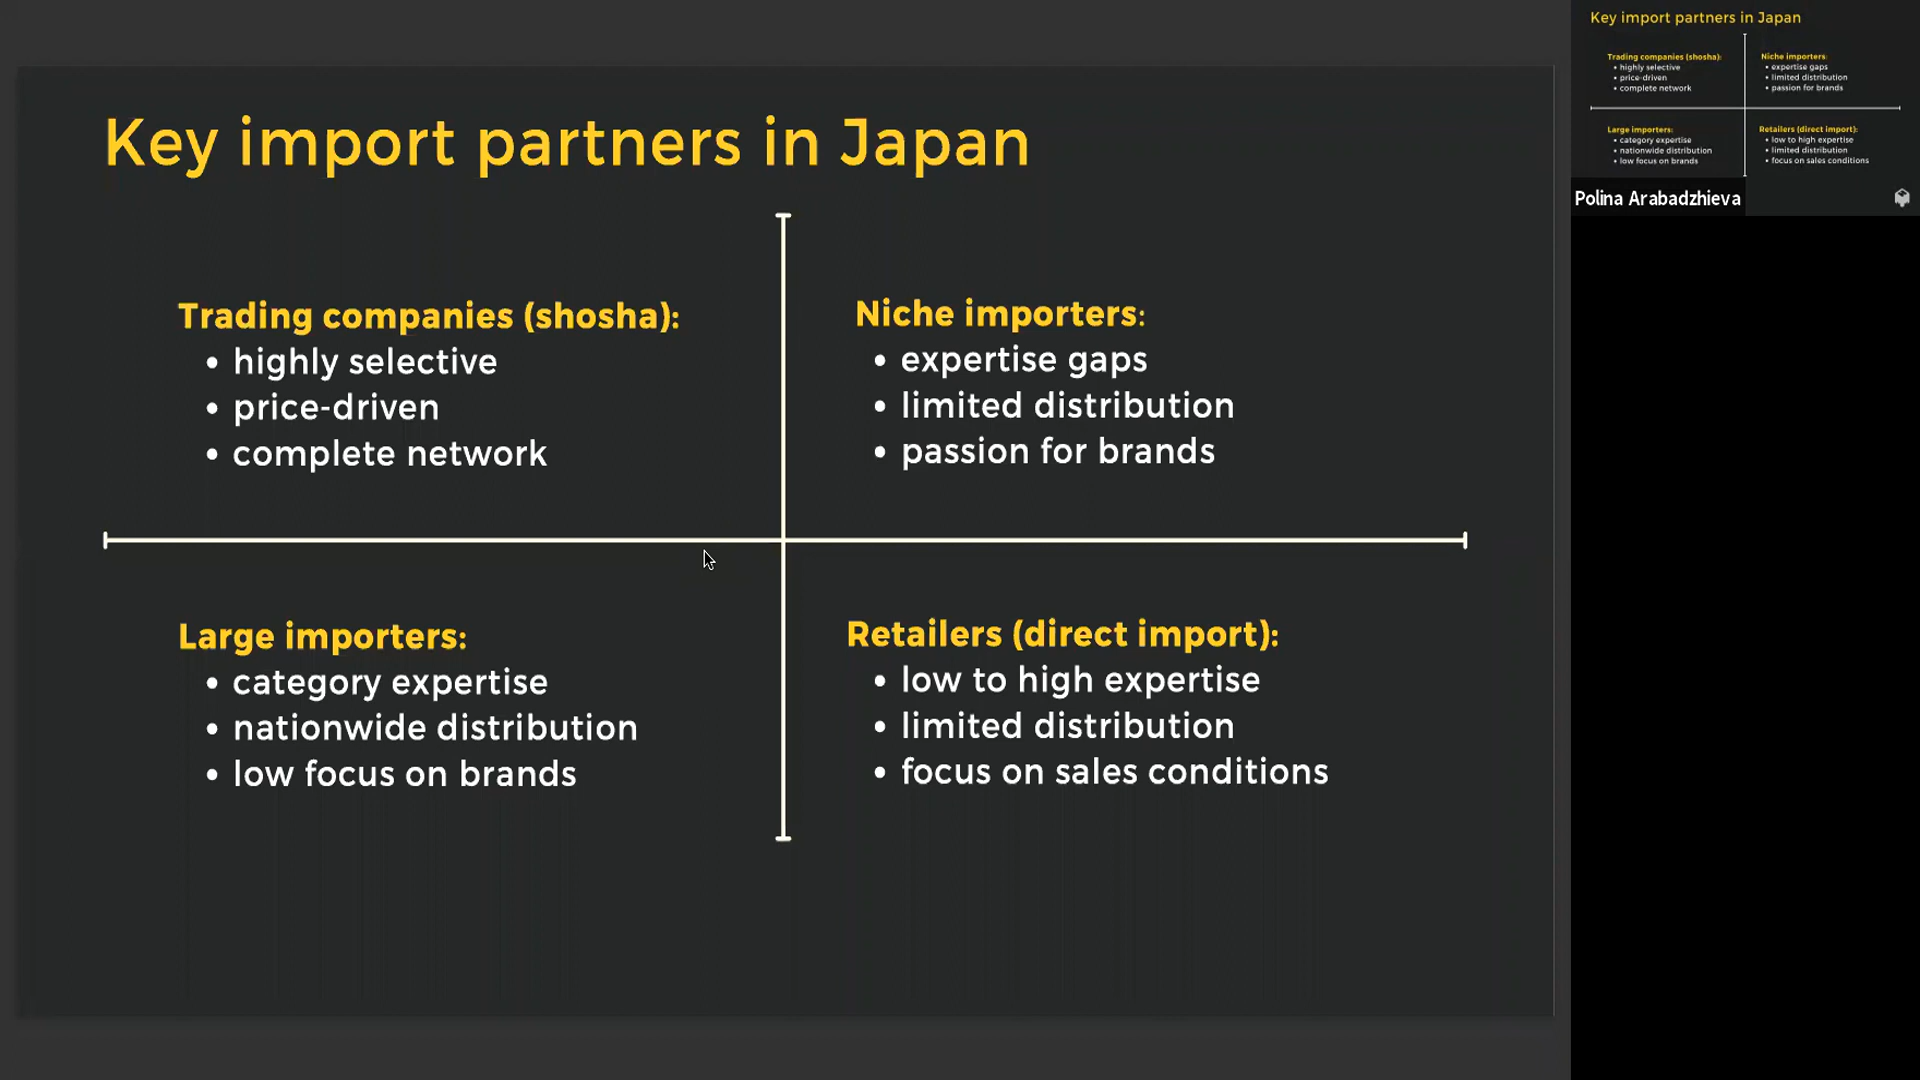 Key import partners in Japan
Trading companies (shosha):
• highly selective
• price-driven
• complete network
Niche importers:
• expertise gaps
• limited distribution
• passion for brands
Large importers:
• category expertise
• nationwide distribution
• low focus on brands
Retailers (direct import):
• low to high expertise
• limited distribution
• focus on sales conditions
Key import partners in Japan
Trading companies (shosha):
• highly selective
• price-driven
• complete network
Niche importers:
• expertise gaps
• limited distribution
• passion for brands
Large importers:
• category expertise
• nationwide distribution
• low focus on brands
Retailers (direct import):
• low to high expertise
• limited distribution
• focus on sales conditions
Polina Arabadzhieva